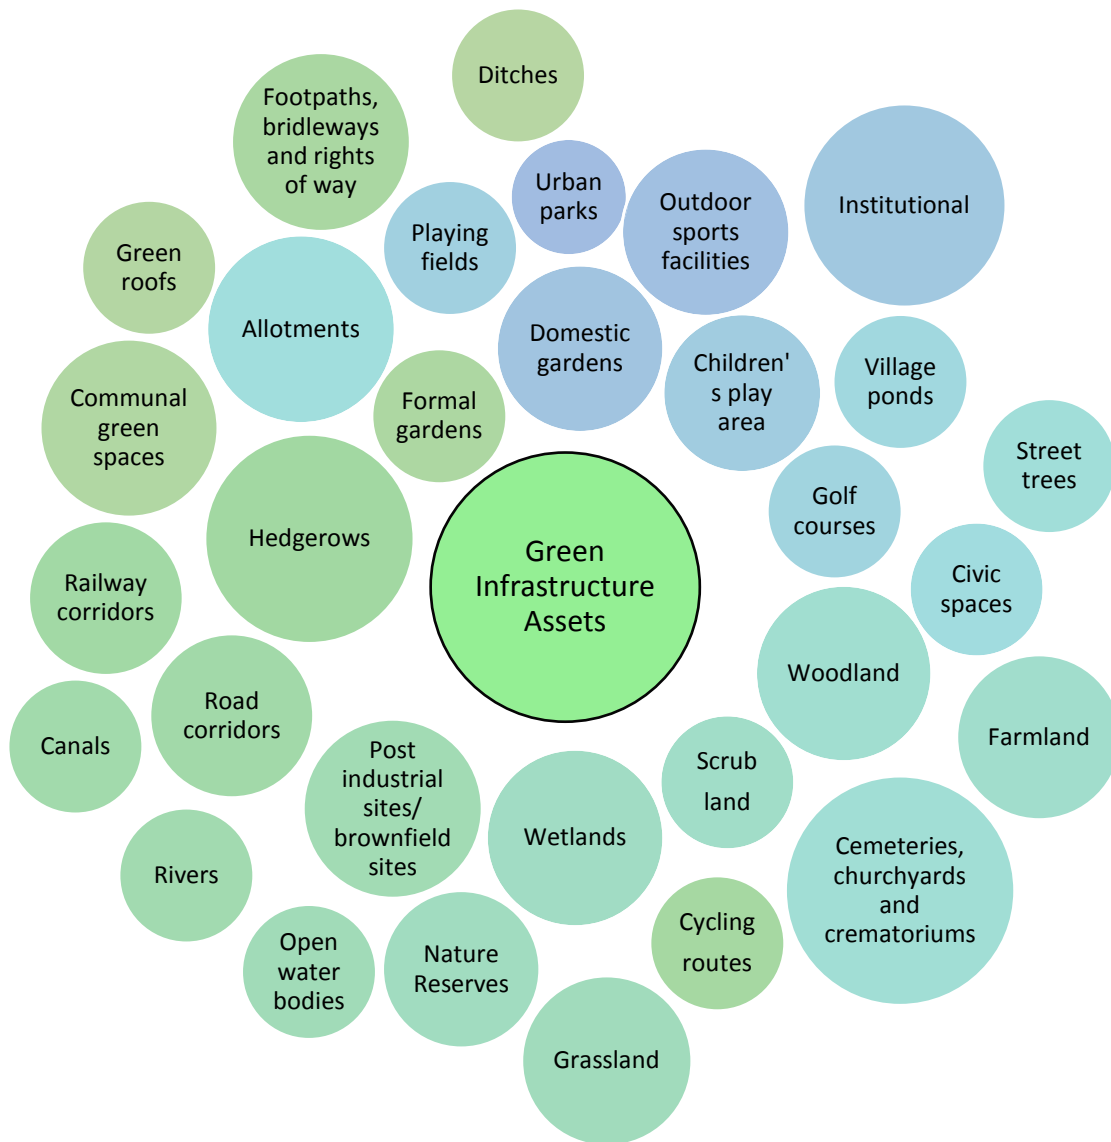 Ditches
Footpaths,
bridleways
and rights
of way
Urban
parks
Outdoor
sports
facilities
Institutional
Playing
fields
Green
roofs
Allotments
Domestic
gardens
Children'
s play
area
Village
ponds
Communal
green
spaces
Formal
gardens
Street
trees
Golf
courses
Hedgerows
Green
Infrastructure
Assets
Railway
corridors
Civic
spaces
Woodland
Road
corridors
Canals
Farmland
Post
industrial
sites/
brownfield
sites
Scrub
land
Wetlands
Cemeteries,
churchyards
and
crematoriums
Rivers
Cycling
routes
Open
water
bodies
Nature
Reserves
Grassland